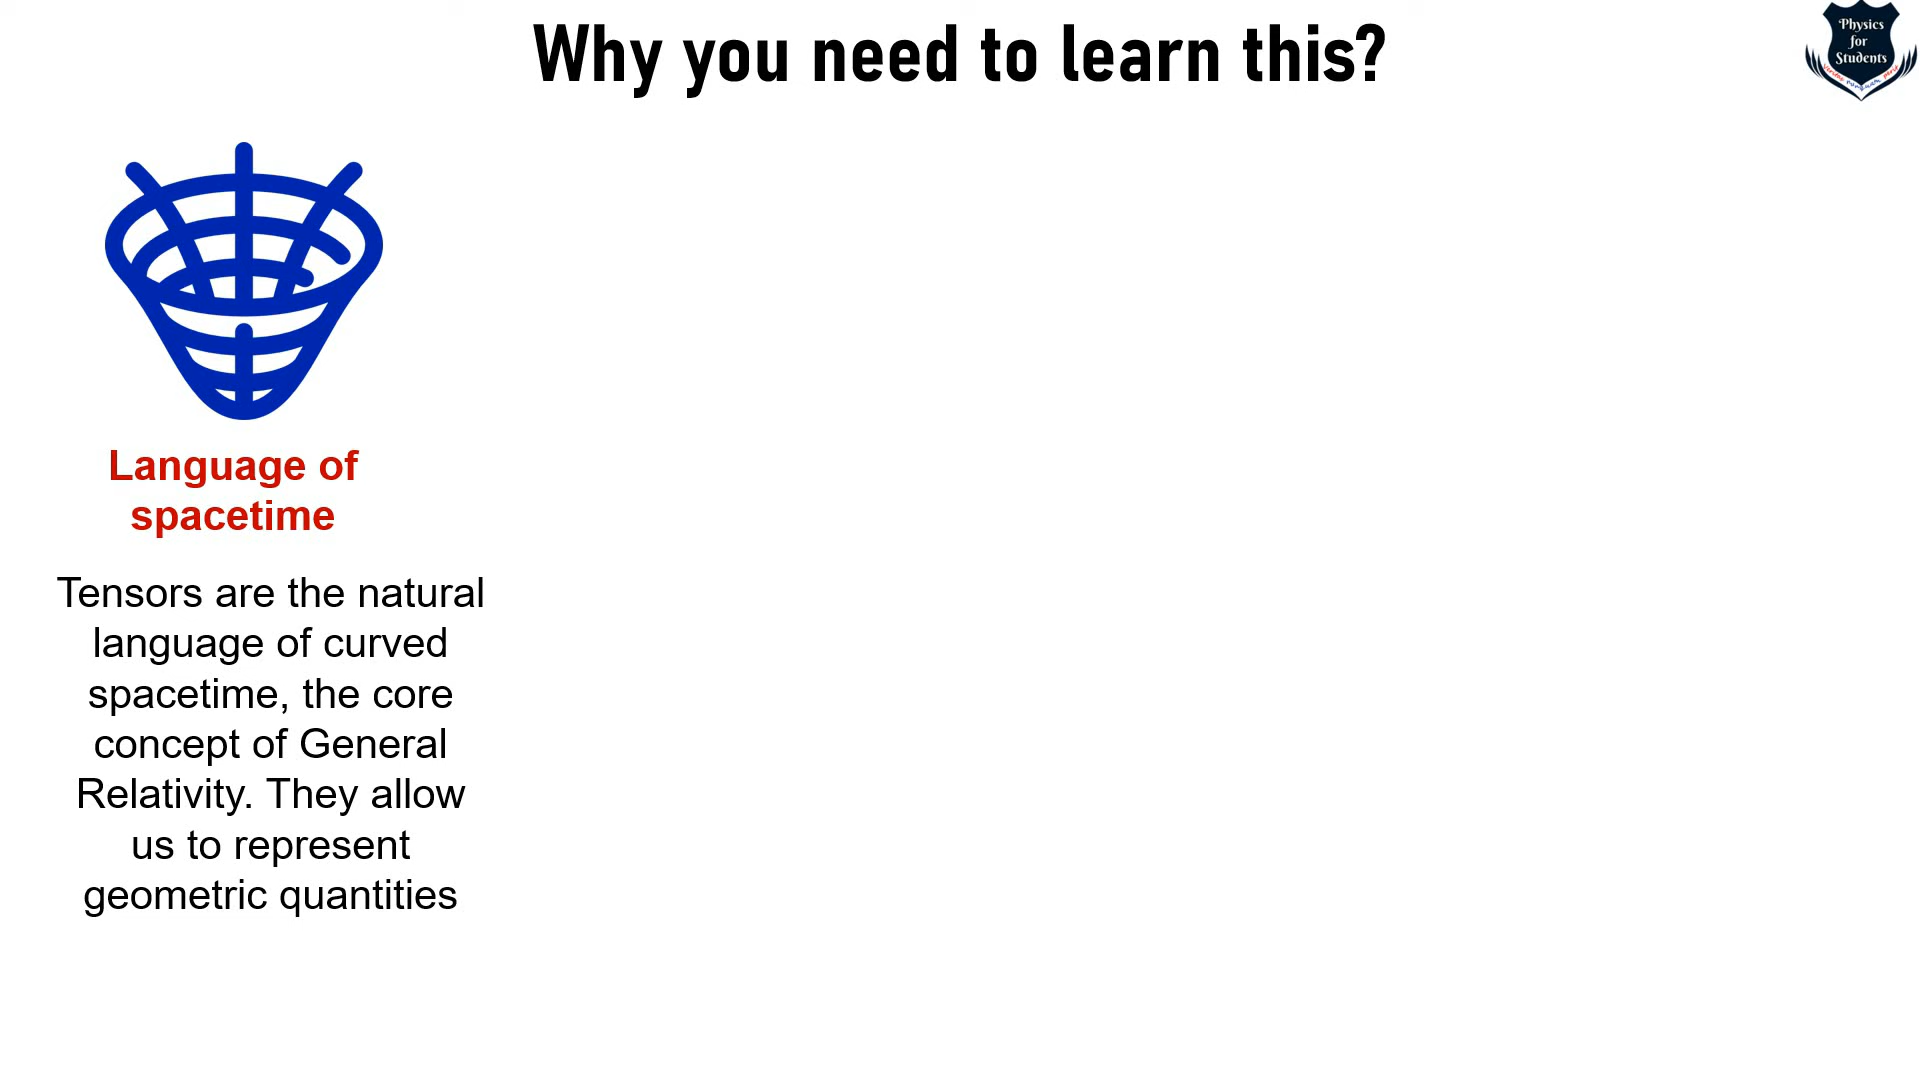 Why you need to learn this?
Physics
for
Students
Language of
spacetime
Tensors are the natural
language of curved
spacetime, the core
concept of General
Relativity. They allow
us to represent
geometric quantities